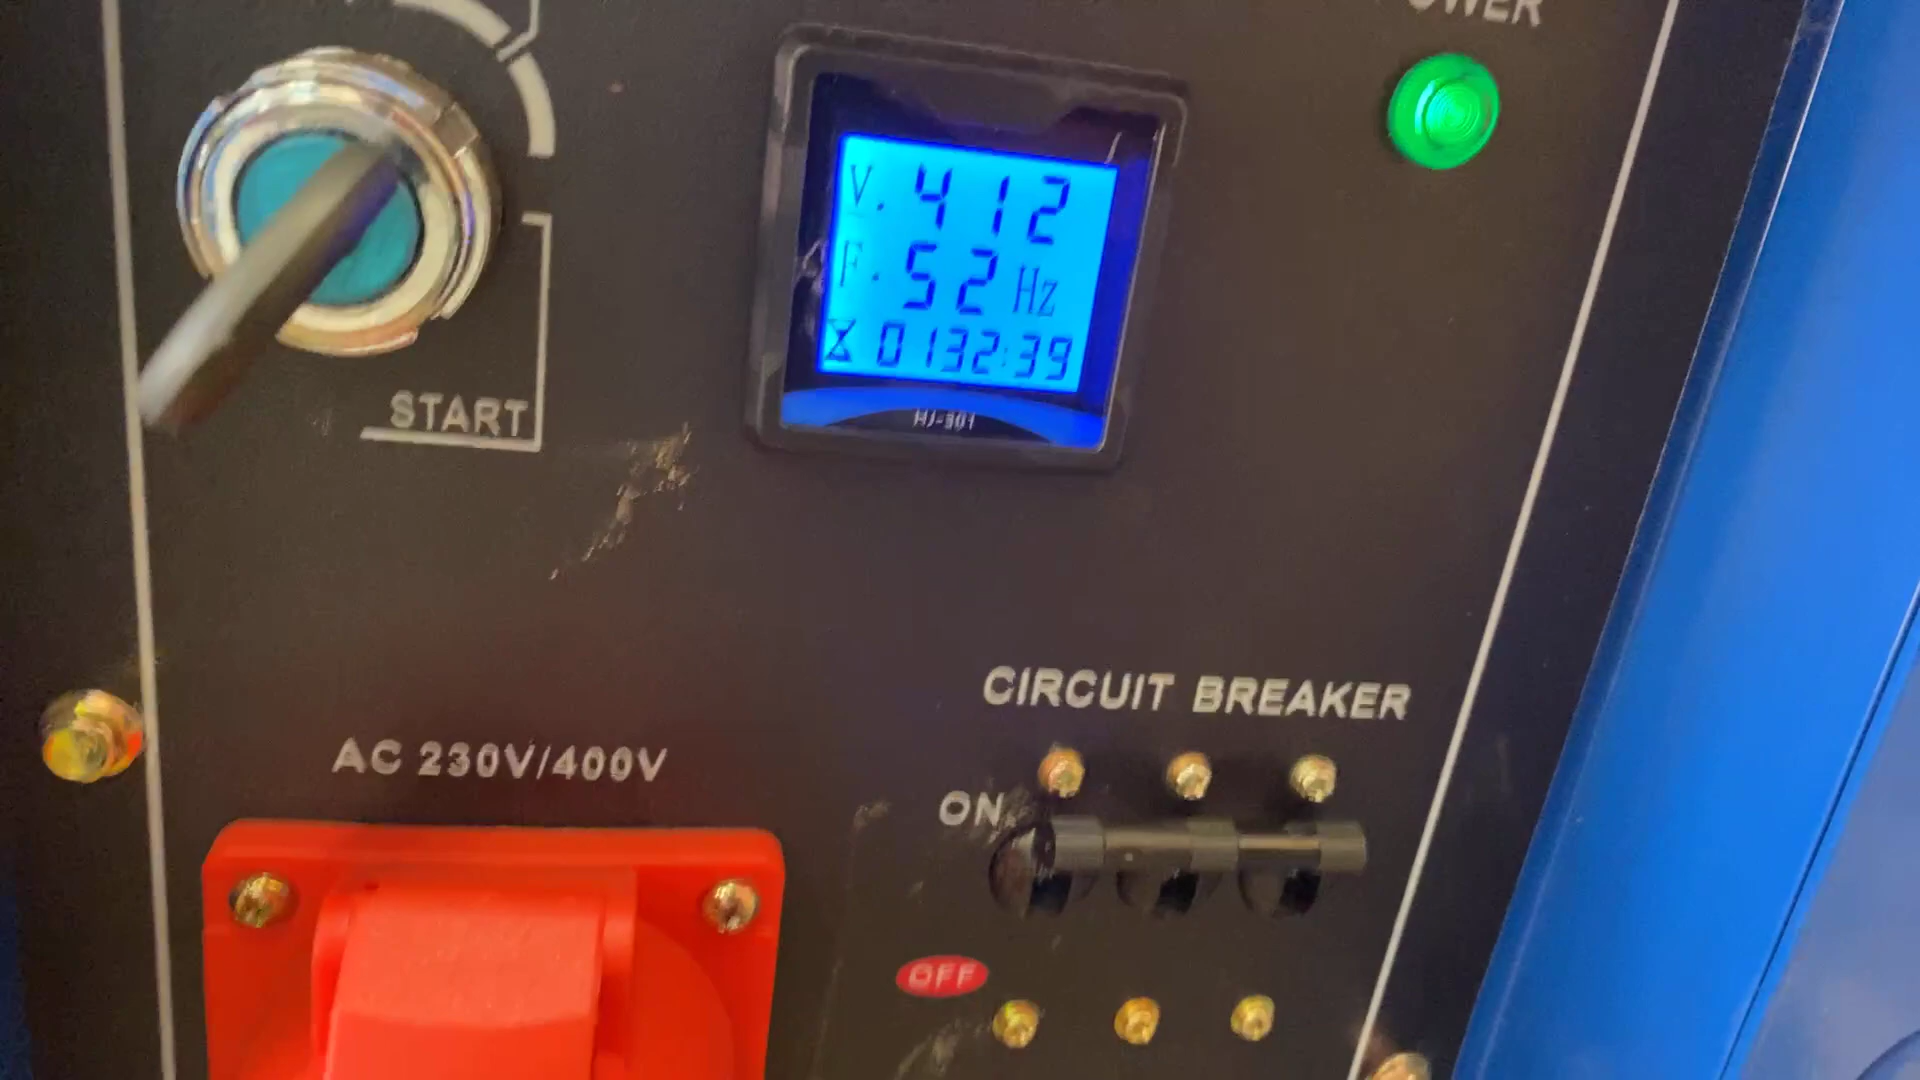 V. 412
F. 52 Hz
0132:39
HJ-301
START
CIRCUIT BREAKER
AC 230V/400V
ON
OFF